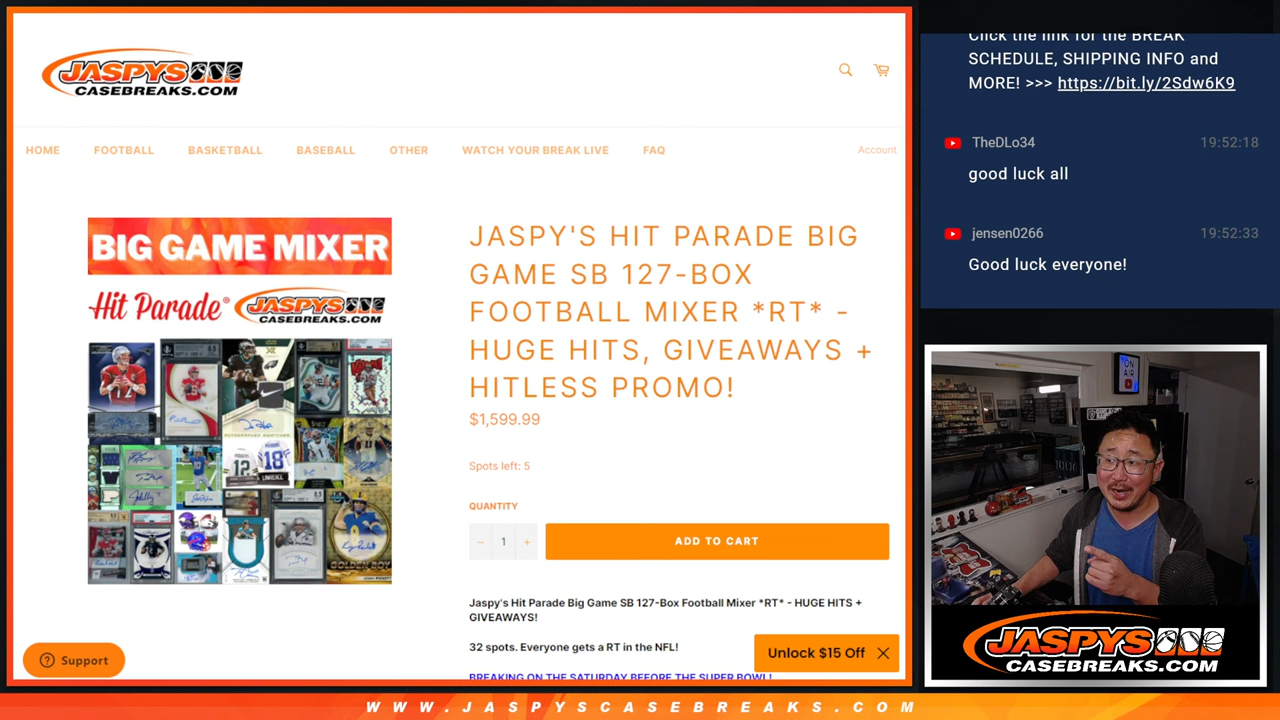 JASPYS
CASEBREAKS.COM
HOME FOOTBALL BASKETBALL BASEBALL OTHER WATCH YOUR BREAK LIVE FAQ Account
BIG GAME MIXER
Hit Parade® JASPYS
CASEBREAKS.COM
JASPY'S HIT PARADE BIG
GAME SB 127-BOX
FOOTBALL MIXER *RT* -
HUGE HITS, GIVEAWAYS +
HITLESS PROMO!
$1,599.99
Spots left: 5
QUANTITY
− 1 +
ADD TO CART
Jaspy's Hit Parade Big Game SB 127-Box Football Mixer *RT* - HUGE HITS +
GIVEAWAYS!
32 spots. Everyone gets a RT in the NFL!
BREAKING ON THE SATURDAY BEFORE THE SUPER BOWL!
Support
Unlock $15 Off
Click the link for the BREAK
SCHEDULE, SHIPPING INFO and
MORE! >>> https://bit.ly/2Sdw6K9
TheDLo34 19:52:18
good luck all
jensen0266 19:52:33
Good luck everyone!
ON
AIR
JASPYS
CASEBREAKS.COM
WWW.JASPYSCASEBREAKS.COM